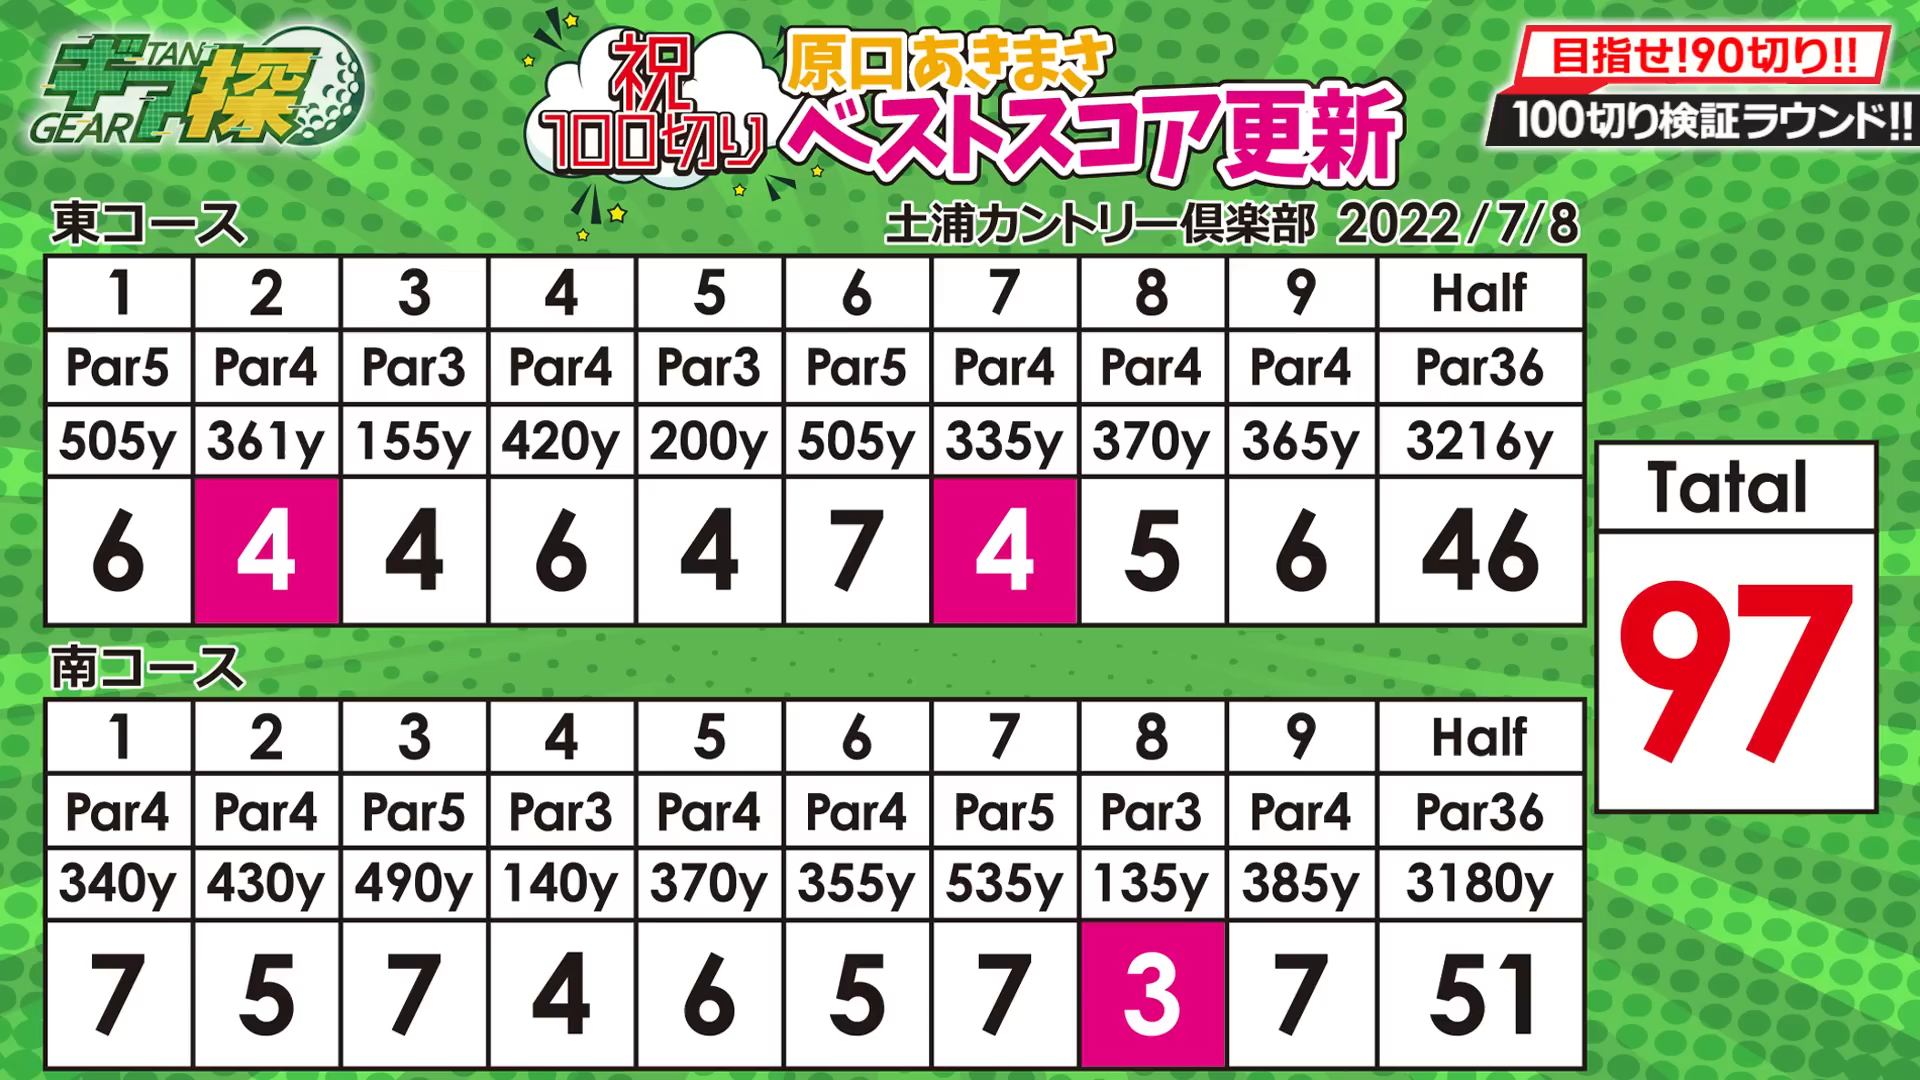 ギア探
TAN
GEAR
祝
100切り
原口あきまさ
ベストスコア更新
目指せ!90切り!!
100切り検証ラウンド!!
東コース
土浦カントリー倶楽部 2022/7/8
1 2 3 4 5 6 7 8 9 Half
Par5 Par4 Par3 Par4 Par3 Par5 Par4 Par4 Par4 Par36
505y 361y 155y 420y 200y 505y 335y 370y 365y 3216y
6 4 4 6 4 7 4 5 6 46
Tatal
97
南コース
1 2 3 4 5 6 7 8 9 Half
Par4 Par4 Par5 Par3 Par4 Par4 Par5 Par3 Par4 Par36
340y 430y 490y 140y 370y 355y 535y 135y 385y 3180y
7 5 7 4 6 5 7 3 7 51